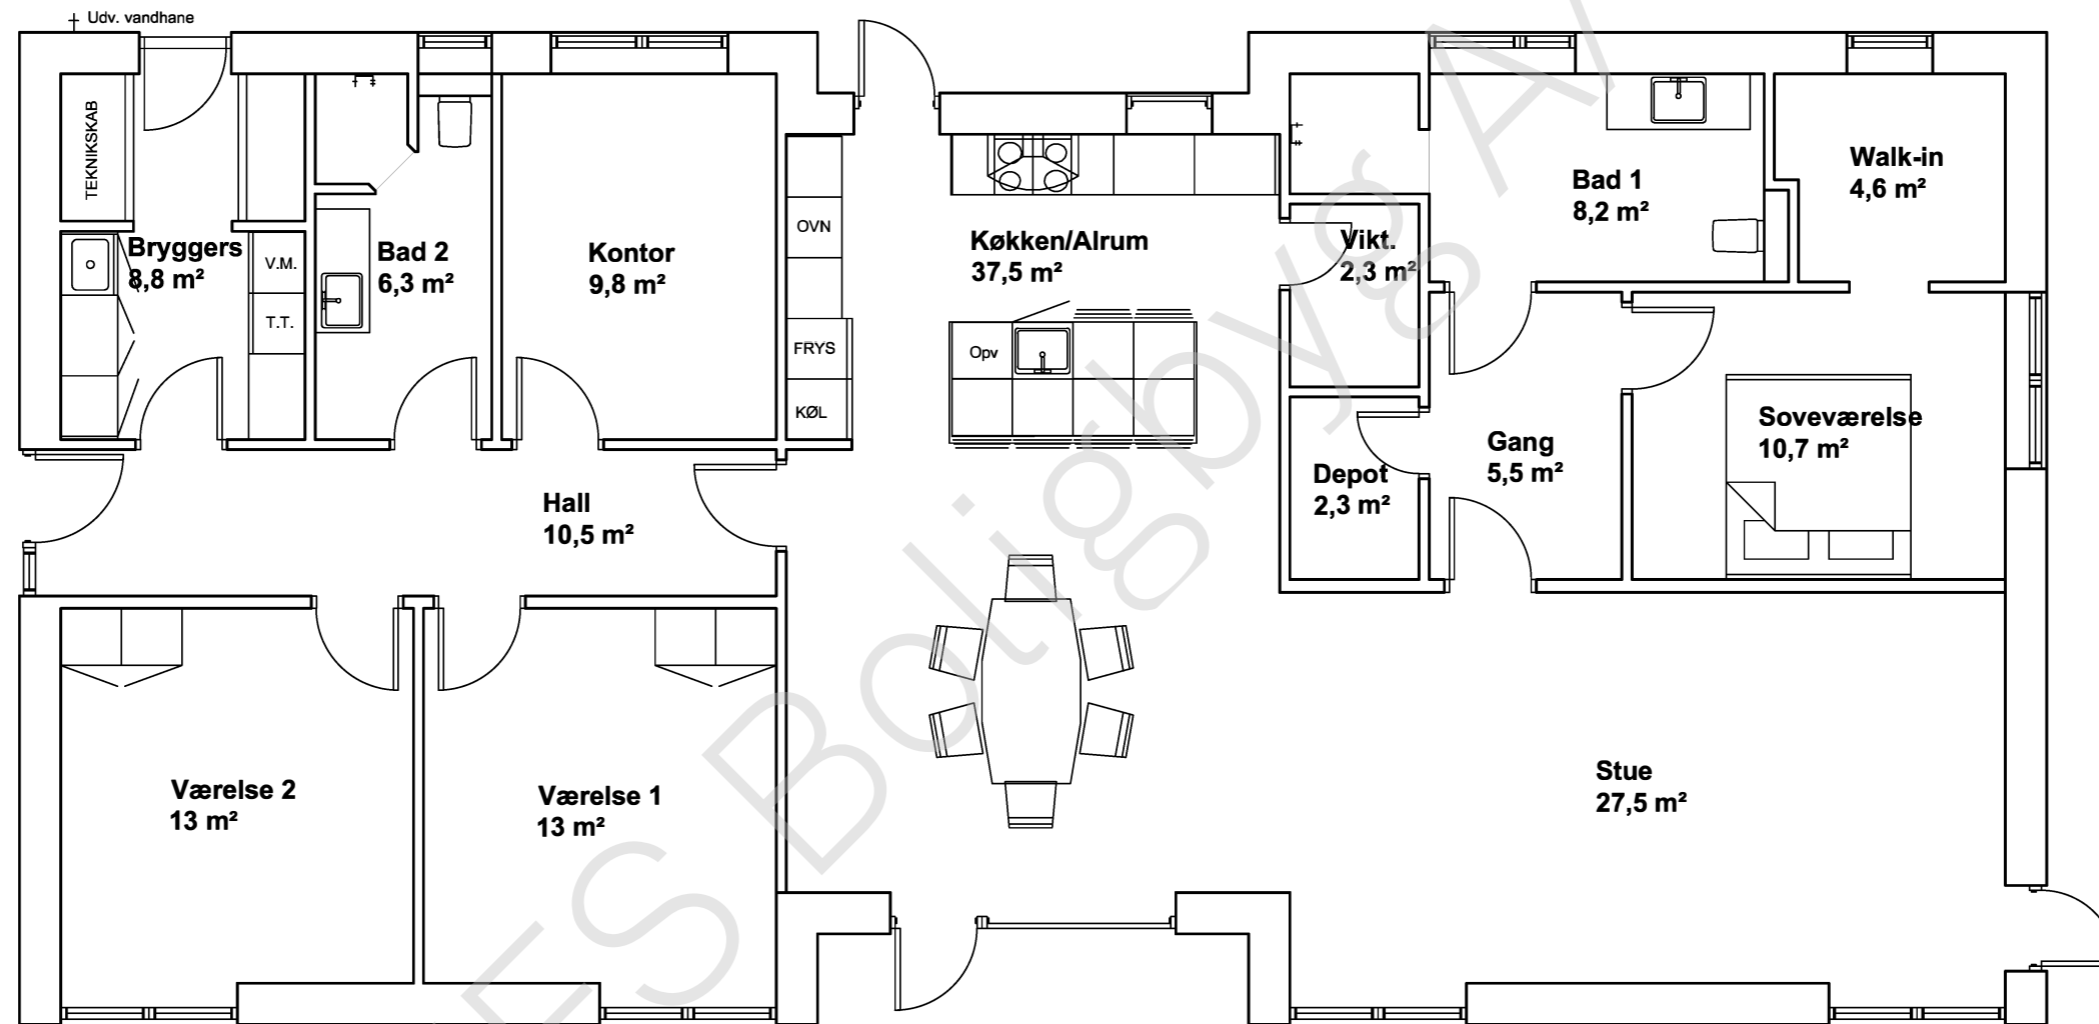 Udv. vandhane
TEKNIKSKAB
Bryggers
8,8 m²
V.M.
T.T.
Bad 2
6,3 m²
Kontor
9,8 m²
OVN
FRYS
KØL
Køkken/Alrum
37,5 m²
Opv
Vikt.
2,3 m²
Bad 1
8,2 m²
Walk-in
4,6 m²
Hall
10,5 m²
Depot
2,3 m²
Gang
5,5 m²
Soveværelse
10,7 m²
Værelse 2
13 m²
Værelse 1
13 m²
Stue
27,5 m²
FS Boligbyg A/